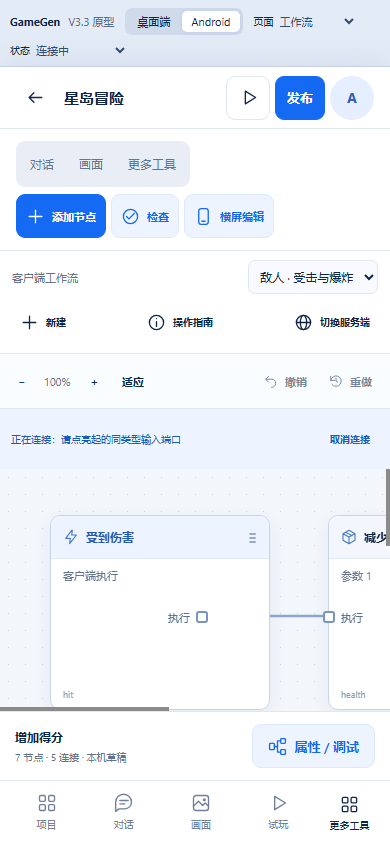 GameGen V3.3 原型 桌面端 Android 页面 工作流
状态 连接中
星岛冒险 发布 A
对话 画面 更多工具
添加节点 检查 横屏编辑
客户端工作流 敌人 · 受击与爆炸
新建 操作指南 切换服务端
− 100% + 适应 撤销 重做
正在连接：请点亮起的同类型输入端口 取消连接
受到伤害 减少
客户端执行 参数 1
执行 执行
hit health
增加得分
7 节点 · 5 连接 · 本机草稿
属性 / 调试
项目 对话 画面 试玩 更多工具